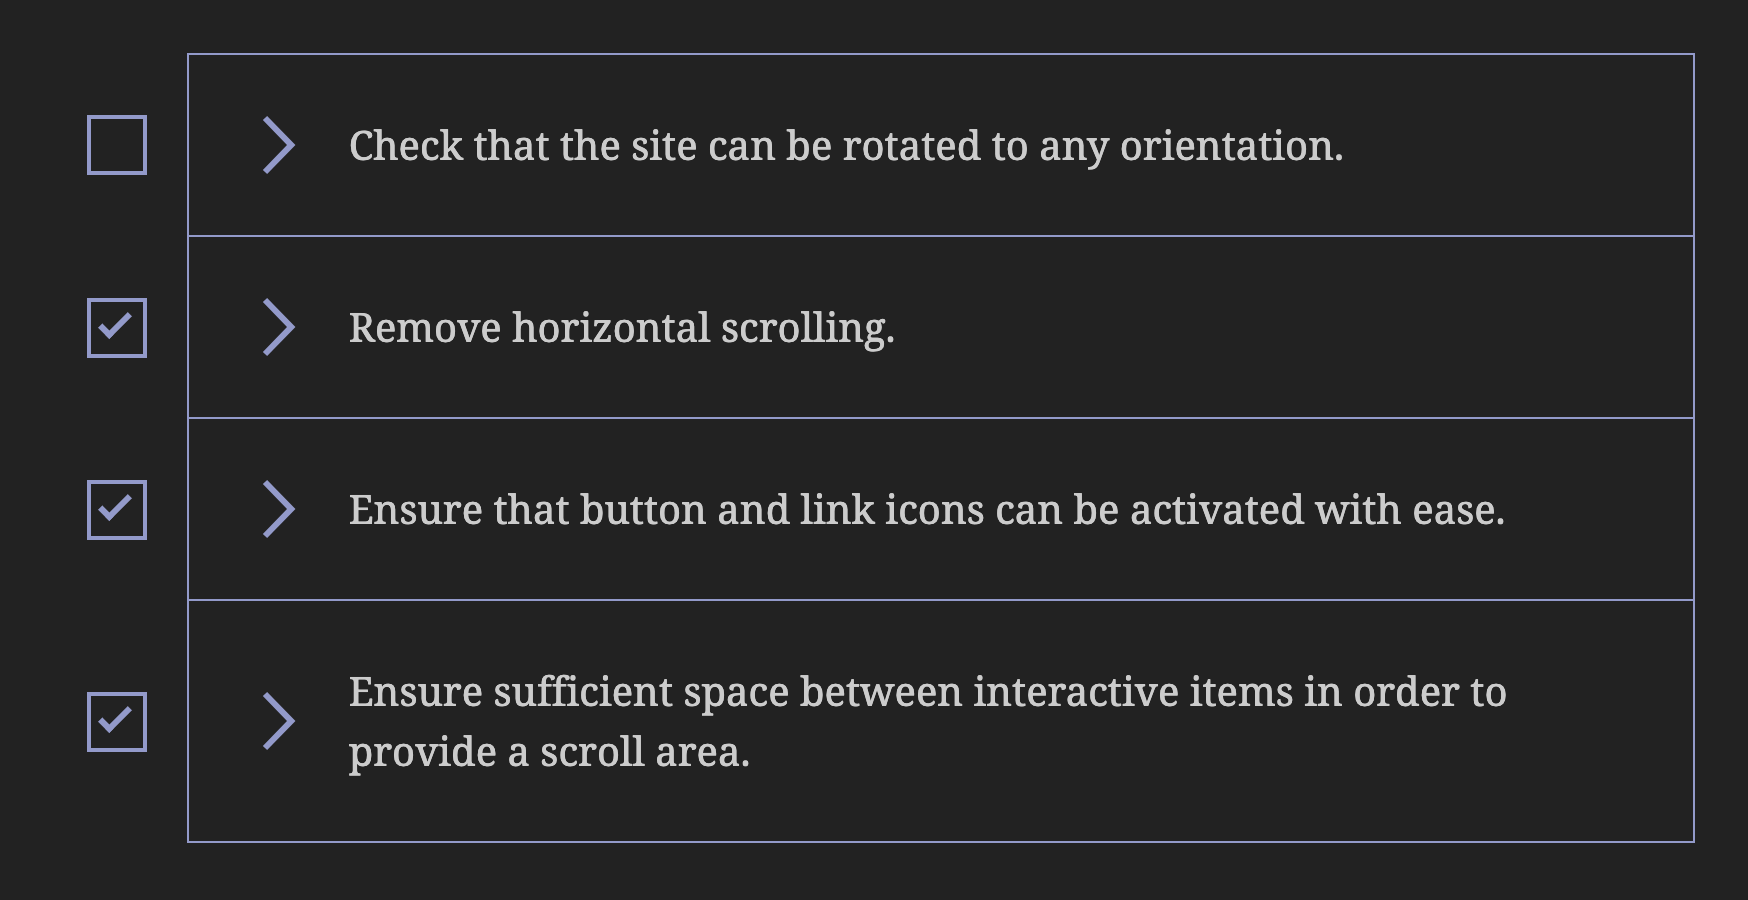 Check that the site can be rotated to any orientation.
Remove horizontal scrolling.
Ensure that button and link icons can be activated with ease.
Ensure sufficient space between interactive items in order to
provide a scroll area.